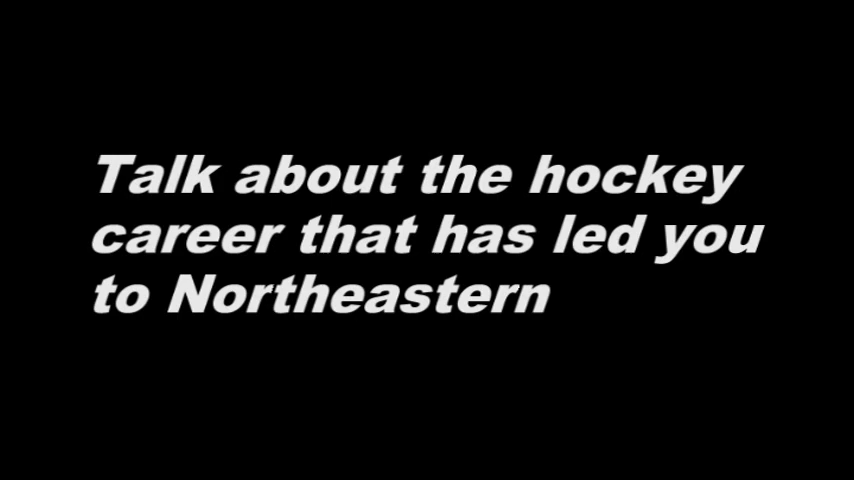 Talk about the hockey
career that has led you
to Northeastern